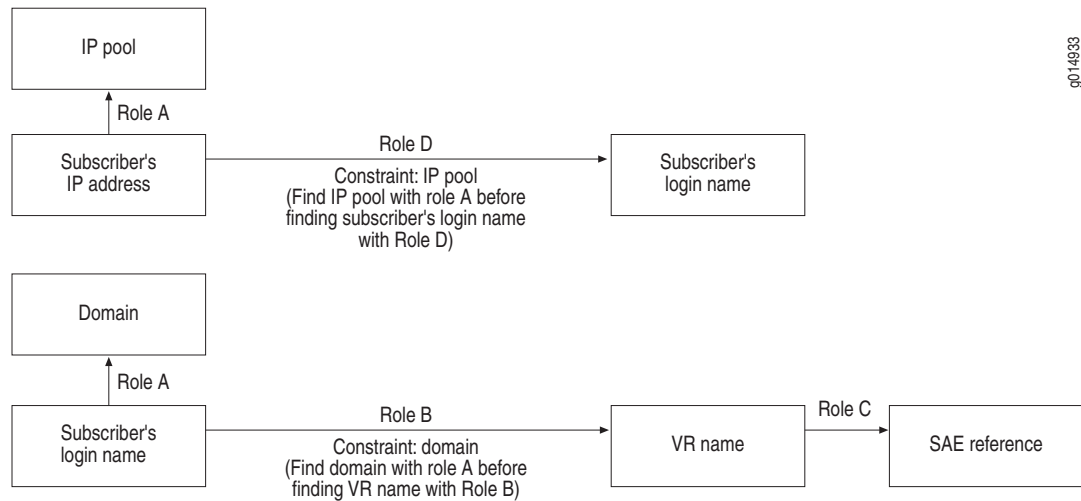 IP pool
g014933
Role A
Subscriber's
IP address
Role D
Constraint: IP pool
(Find IP pool with role A before
finding subscriber's login name
with Role D)
Subscriber's
login name
Domain
Role A
Subscriber's
login name
Role B
Constraint: domain
(Find domain with role A before
finding VR name with Role B)
VR name
Role C
SAE reference